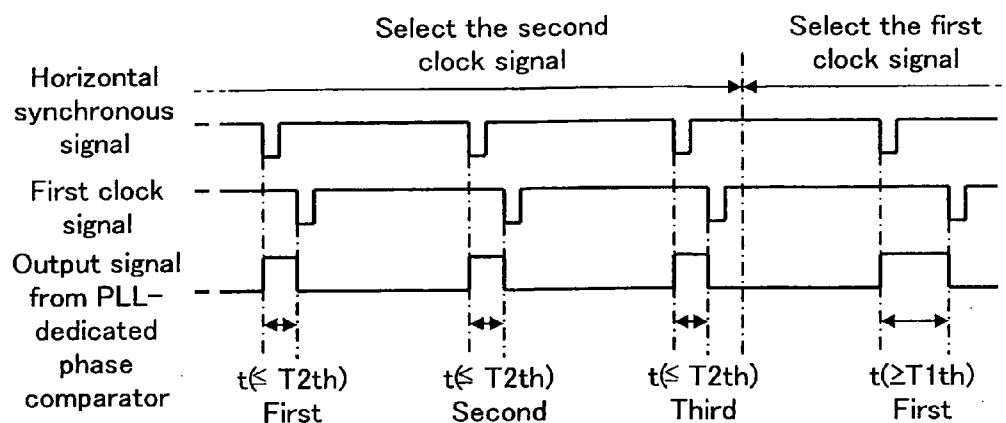 Select the second
clock signal
Select the first
clock signal
Horizontal
synchronous
signal
First clock
signal
Output signal
from PLL-
dedicated
phase
comparator
t(≦ T2th)
First
t(≦ T2th)
Second
t(≦ T2th)
Third
t(≥T1th)
First